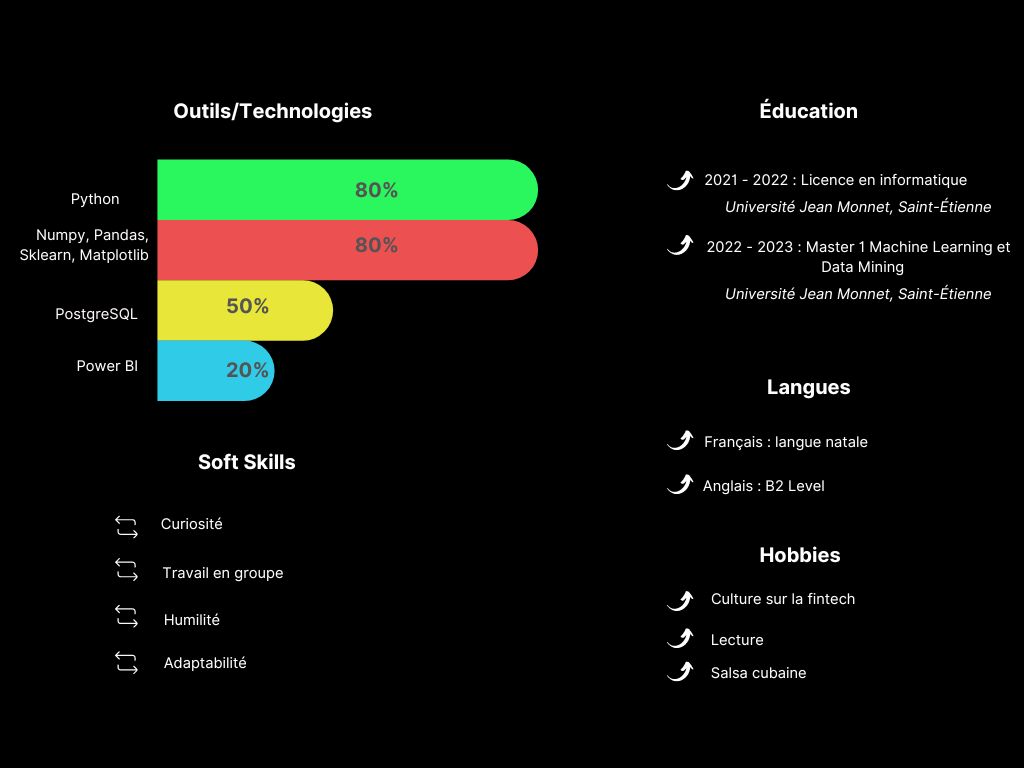 Outils/Technologies
Python
80%
Numpy, Pandas,
Sklearn, Matplotlib
80%
PostgreSQL
50%
Power BI
20%
Soft Skills
Curiosité
Travail en groupe
Humilité
Adaptabilité
Éducation
2021 - 2022 : Licence en informatique
Université Jean Monnet, Saint-Étienne
2022 - 2023 : Master 1 Machine Learning et
Data Mining
Université Jean Monnet, Saint-Étienne
Langues
Français : langue natale
Anglais : B2 Level
Hobbies
Culture sur la fintech
Lecture
Salsa cubaine